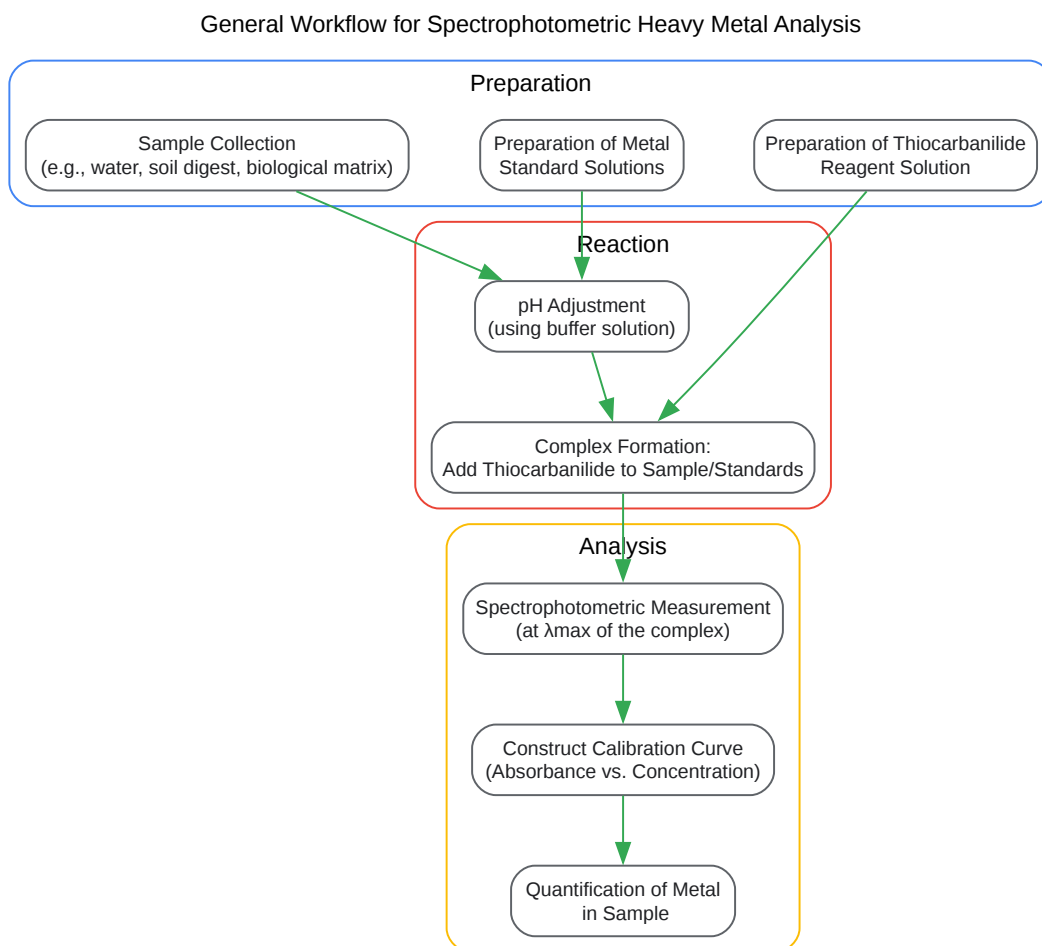 General Workflow for Spectrophotometric Heavy Metal Analysis
Preparation
Sample Collection
(e.g., water, soil digest, biological matrix)
Preparation of Metal
Standard Solutions
Preparation of Thiocarbanilide
Reagent Solution
Reaction
pH Adjustment
(using buffer solution)
Complex Formation:
Add Thiocarbanilide to Sample/Standards
Analysis
Spectrophotometric Measurement
(at λmax of the complex)
Construct Calibration Curve
(Absorbance vs. Concentration)
Quantification of Metal
in Sample